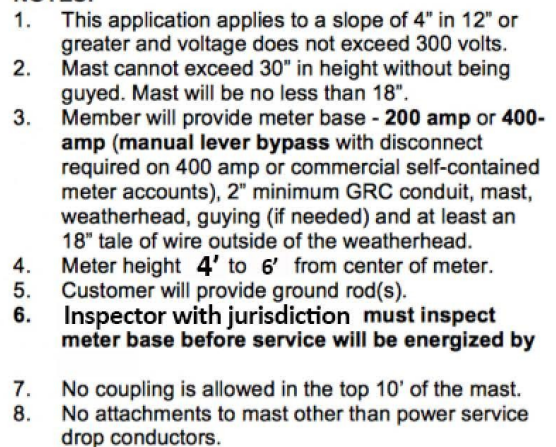 1. This application applies to a slope of 4" in 12" or
greater and voltage does not exceed 300 volts.
2. Mast cannot exceed 30" in height without being
guyed. Mast will be no less than 18".
3. Member will provide meter base - 200 amp or 400-
amp (manual lever bypass with disconnect
required on 400 amp or commercial self-contained
meter accounts), 2" minimum GRC conduit, mast,
weatherhead, guying (if needed) and at least an
18" tale of wire outside of the weatherhead.
4. Meter height 4' to 6' from center of meter.
5. Customer will provide ground rod(s).
6. Inspector with jurisdiction must inspect
meter base before service will be energized by
7. No coupling is allowed in the top 10' of the mast.
8. No attachments to mast other than power service
drop conductors.